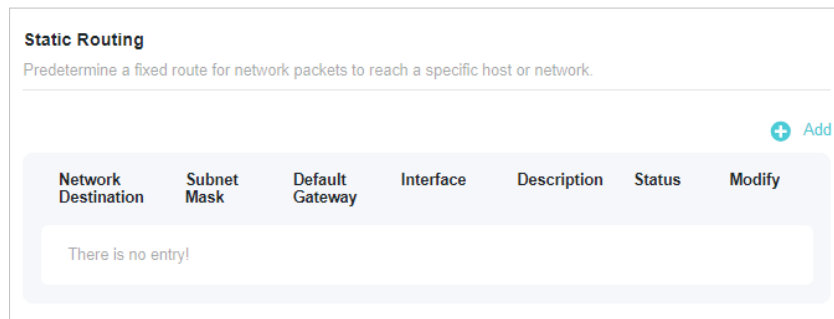 Static Routing
Predetermine a fixed route for network packets to reach a specific host or network.
Add
Network Destination Subnet Mask Default Gateway Interface Description Status Modify
There is no entry!